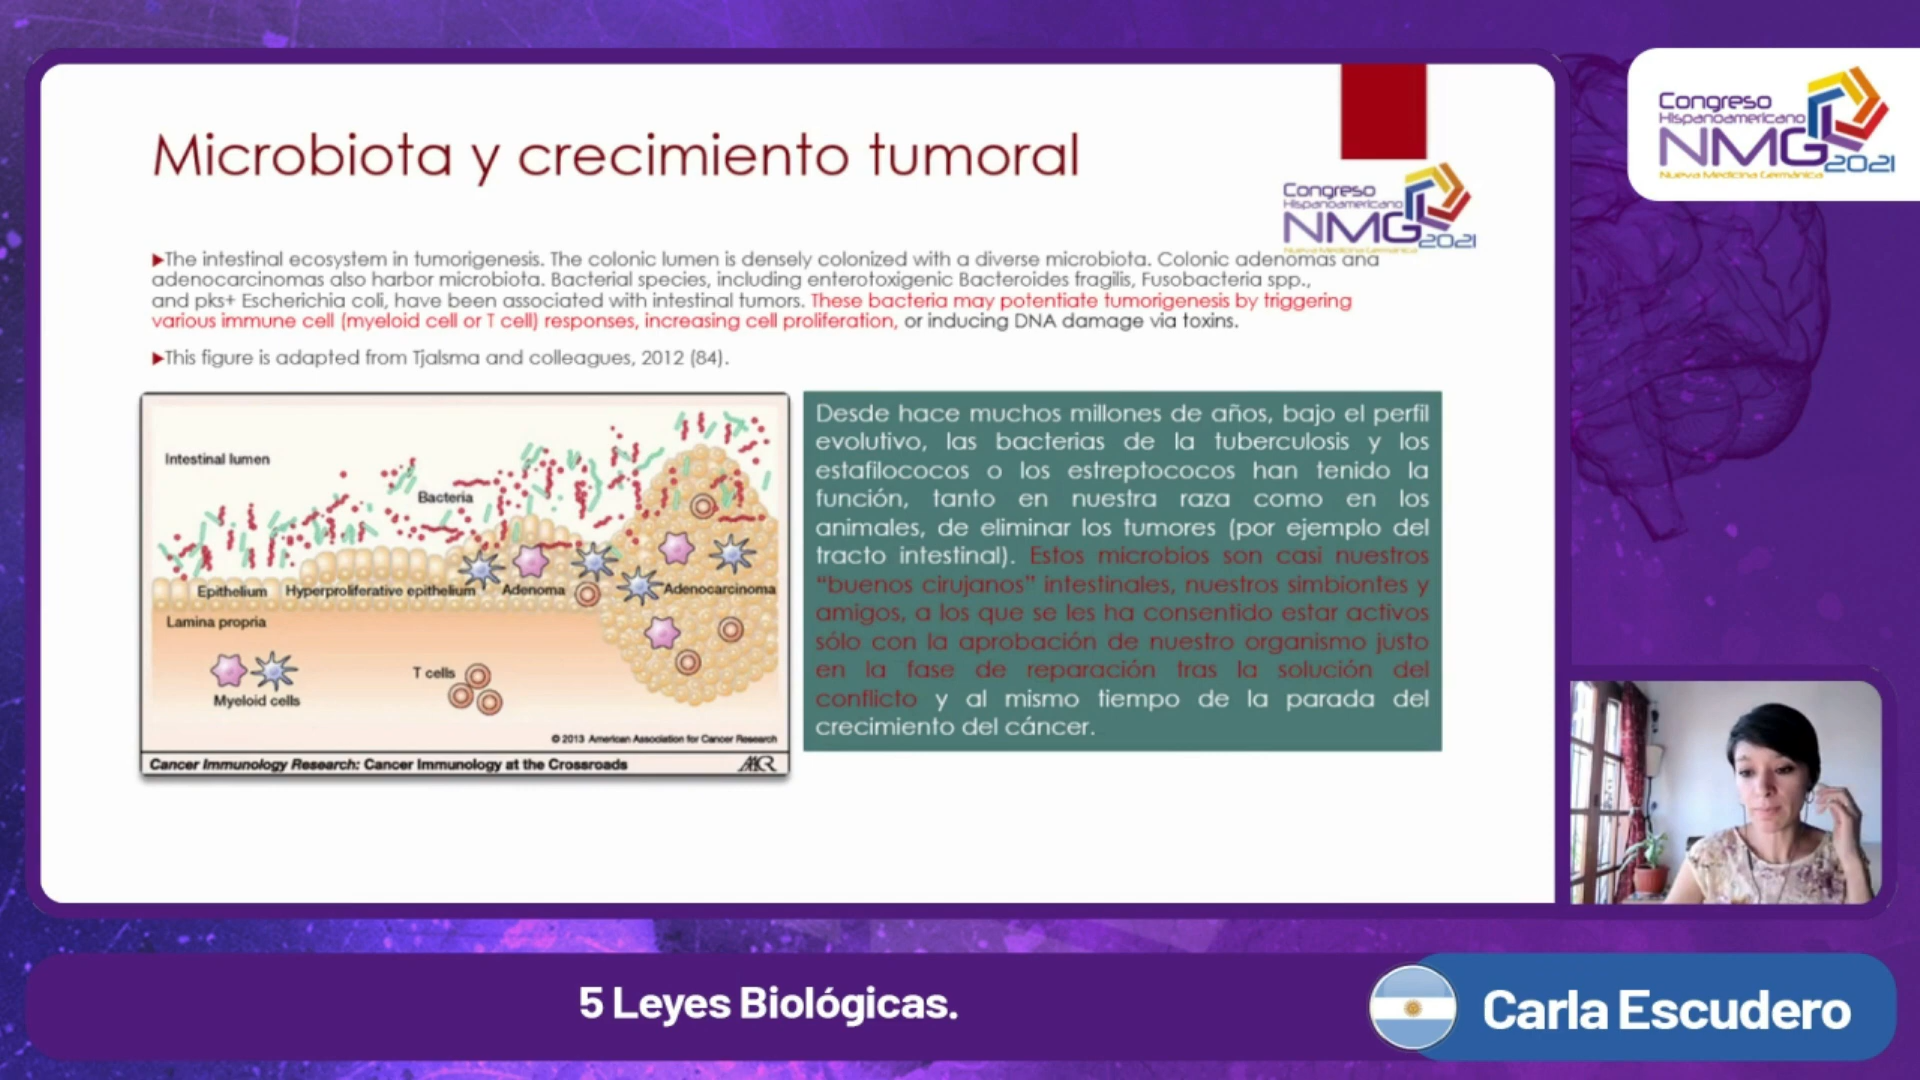 Microbiota y crecimiento tumoral
Congreso
Hispanoamericano
NMG 2021
Nueva Medicina Germánica
Congreso
Hispanoamericano
NMG 2021
Nueva Medicina Germánica
The intestinal ecosystem in tumorigenesis. The colonic lumen is densely colonized with a diverse microbiota. Colonic adenomas and
adenocarcinomas also harbor microbiota. Bacterial species, including enterotoxigenic Bacteroides fragilis, Fusobacteria spp.,
and pks+ Escherichia coli, have been associated with intestinal tumors. These bacteria may potentiate tumorigenesis by triggering
various immune cell (myeloid cell or T cell) responses, increasing cell proliferation, or inducing DNA damage via toxins.
This figure is adapted from Tjalsma and colleagues, 2012 (84).
Intestinal lumen
Bacteria
Epithelium
Hyperproliferative epithelium
Adenoma
Adenocarcinoma
Lamina propria
T cells
Myeloid cells
© 2013 American Association for Cancer Research
Cancer Immunology Research: Cancer Immunology at the Crossroads
AACR
Desde hace muchos millones de años, bajo el perfil
evolutivo, las bacterias de la tuberculosis y los
estafilococos o los estreptococos han tenido la
función, tanto en nuestra raza como en los
animales, de eliminar los tumores (por ejemplo del
tracto intestinal). Estos microbios son casi nuestros
“buenos cirujanos” intestinales, nuestros simbiontes y
amigos, a los que se les ha consentido estar activos
sólo con la aprobación de nuestro organismo justo
en la fase de reparación tras la solución del
conflicto y al mismo tiempo de la parada del
crecimiento del cáncer.
5 Leyes Biológicas.
Carla Escudero